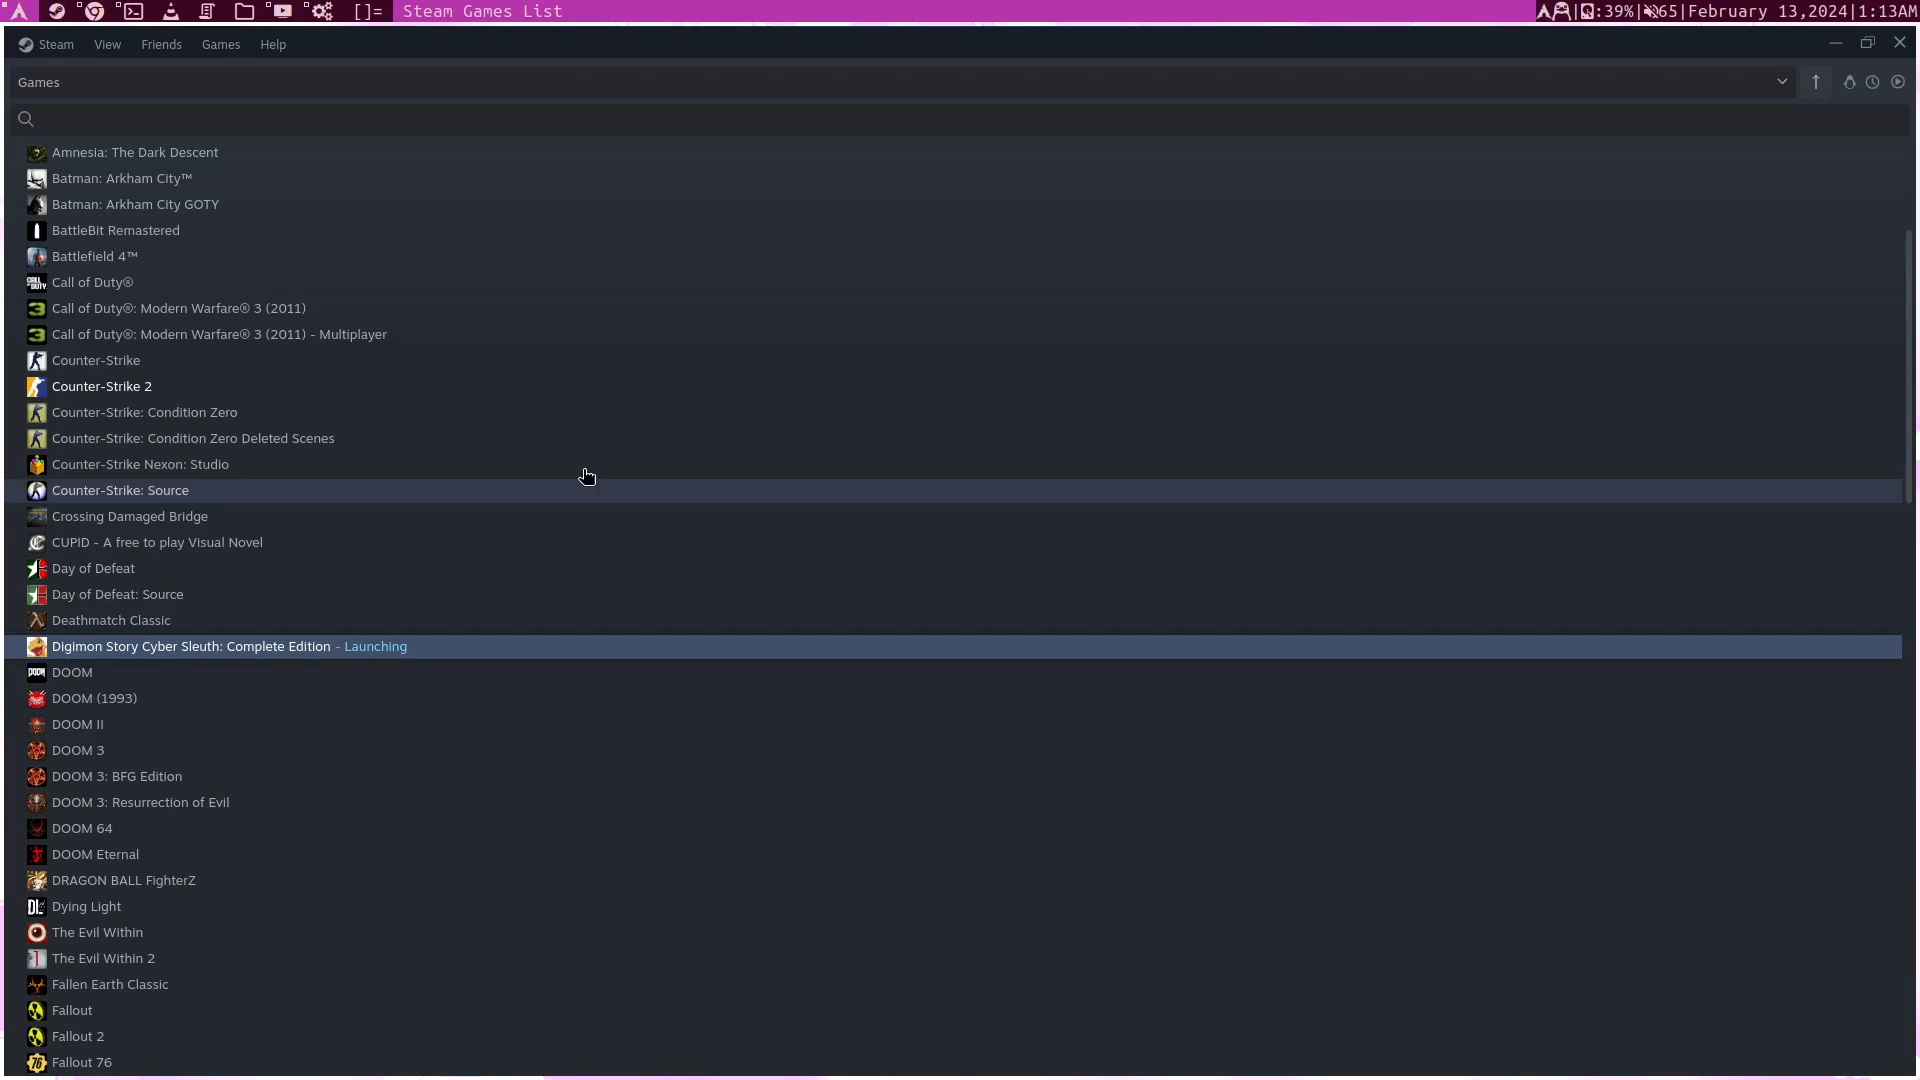 []= Steam Games List :39%| 65|February 13,2024|1:13AM
Steam View Friends Games Help
Games
Amnesia: The Dark Descent
Batman: Arkham City™
Batman: Arkham City GOTY
BattleBit Remastered
Battlefield 4™
Call of Duty®
Call of Duty®: Modern Warfare® 3 (2011)
Call of Duty®: Modern Warfare® 3 (2011) - Multiplayer
Counter-Strike
Counter-Strike 2
Counter-Strike: Condition Zero
Counter-Strike: Condition Zero Deleted Scenes
Counter-Strike Nexon: Studio
Counter-Strike: Source
Crossing Damaged Bridge
CUPID - A free to play Visual Novel
Day of Defeat
Day of Defeat: Source
Deathmatch Classic
Digimon Story Cyber Sleuth: Complete Edition - Launching
DOOM
DOOM (1993)
DOOM II
DOOM 3
DOOM 3: BFG Edition
DOOM 3: Resurrection of Evil
DOOM 64
DOOM Eternal
DRAGON BALL FighterZ
Dying Light
The Evil Within
The Evil Within 2
Fallen Earth Classic
Fallout
Fallout 2
Fallout 76